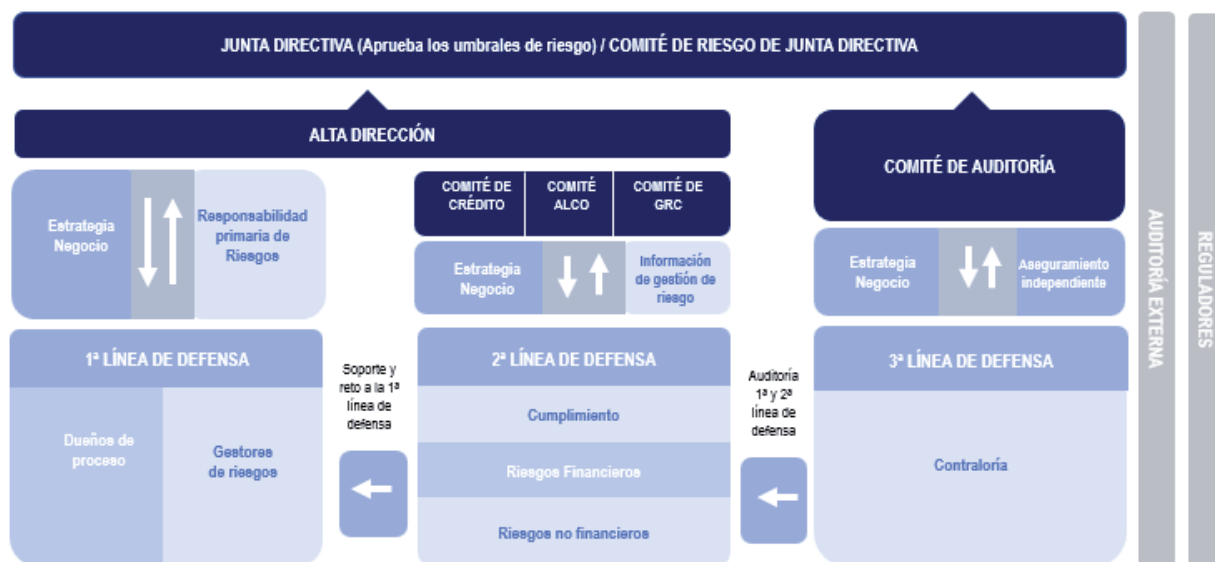 JUNTA DIRECTIVA (Aprueba los umbrales de riesgo) / COMITÉ DE RIESGO DE JUNTA DIRECTIVA
ALTA DIRECCIÓN
Estrategia
Negocio
Responsabilidad
primaria de
Riesgos
COMITÉ DE
CRÉDITO
COMITÉ
ALCO
COMITÉ DE
GRC
Estrategia
Negocio
Información
de gestión de
riesgo
COMITÉ DE AUDITORÍA
Estrategia
Negocio
Aseguramiento
independiente
1ª LÍNEA DE DEFENSA
Dueños de
proceso
Gestores
de riesgos
Soporte y
reto a la 1ª
línea de
defensa
2ª LÍNEA DE DEFENSA
Cumplimiento
Riesgos Financieros
Riesgos no financieros
Auditoría
1ª y 2ª
línea de
defensa
3ª LÍNEA DE DEFENSA
Contraloría
AUDITORÍA EXTERNA
REGULADORES